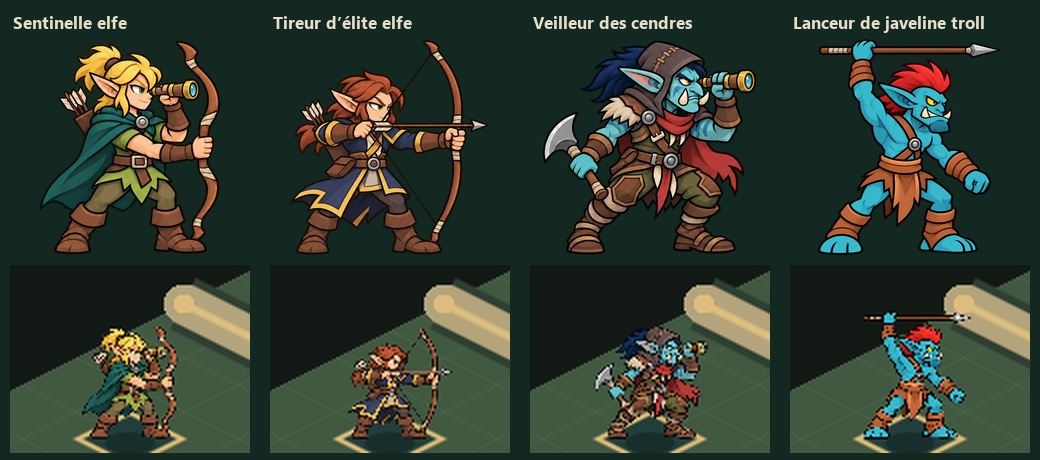 Sentinelle elfe
Tireur d’élite elfe
Veilleur des cendres
Lanceur de javeline troll